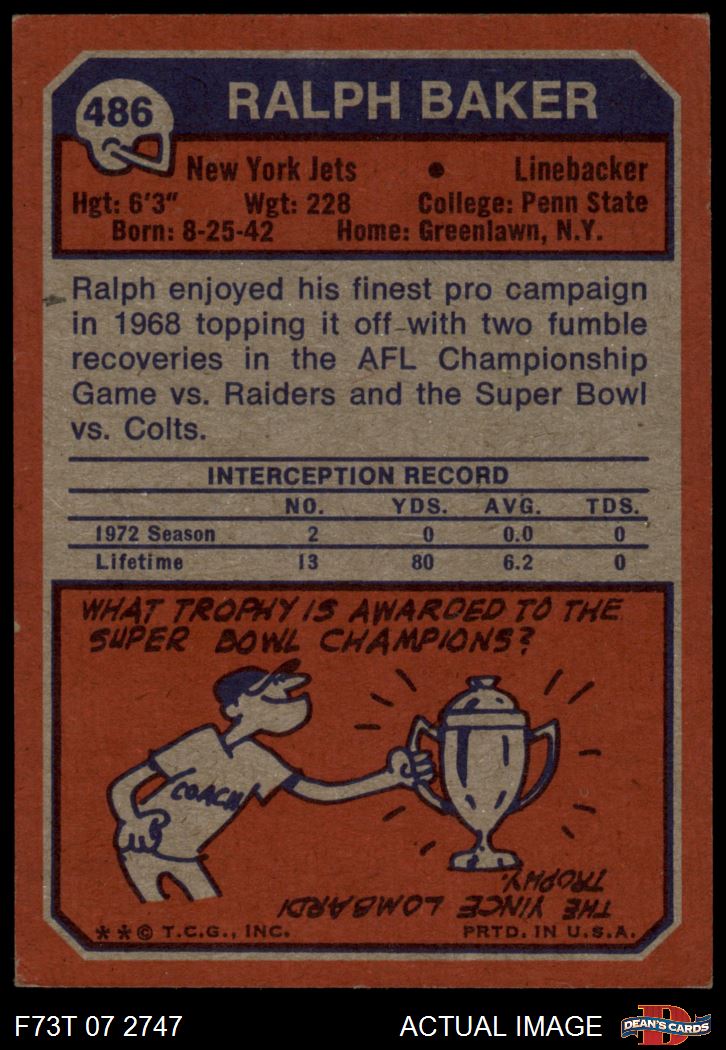 486
RALPH BAKER
New York Jets • Linebacker
Hgt: 6'3" Wgt: 228 College: Penn State
Born: 8-25-42 Home: Greenlawn, N.Y.
Ralph enjoyed his finest pro campaign
in 1968 topping it off with two fumble
recoveries in the AFL Championship
Game vs. Raiders and the Super Bowl
vs. Colts.
INTERCEPTION RECORD
NO. YDS. AVG. TDS.
1972 Season 2 0 0.0 0
Lifetime 13 80 6.2 0
WHAT TROPHY IS AWARDED TO THE
SUPER BOWL CHAMPIONS?
COACH
THE VINCE LOMBARDI
TROPHY.
**© T.C.G., INC. PRTD. IN U.S.A.
F73T 07 2747 ACTUAL IMAGE
D
DEAN'S CARDS